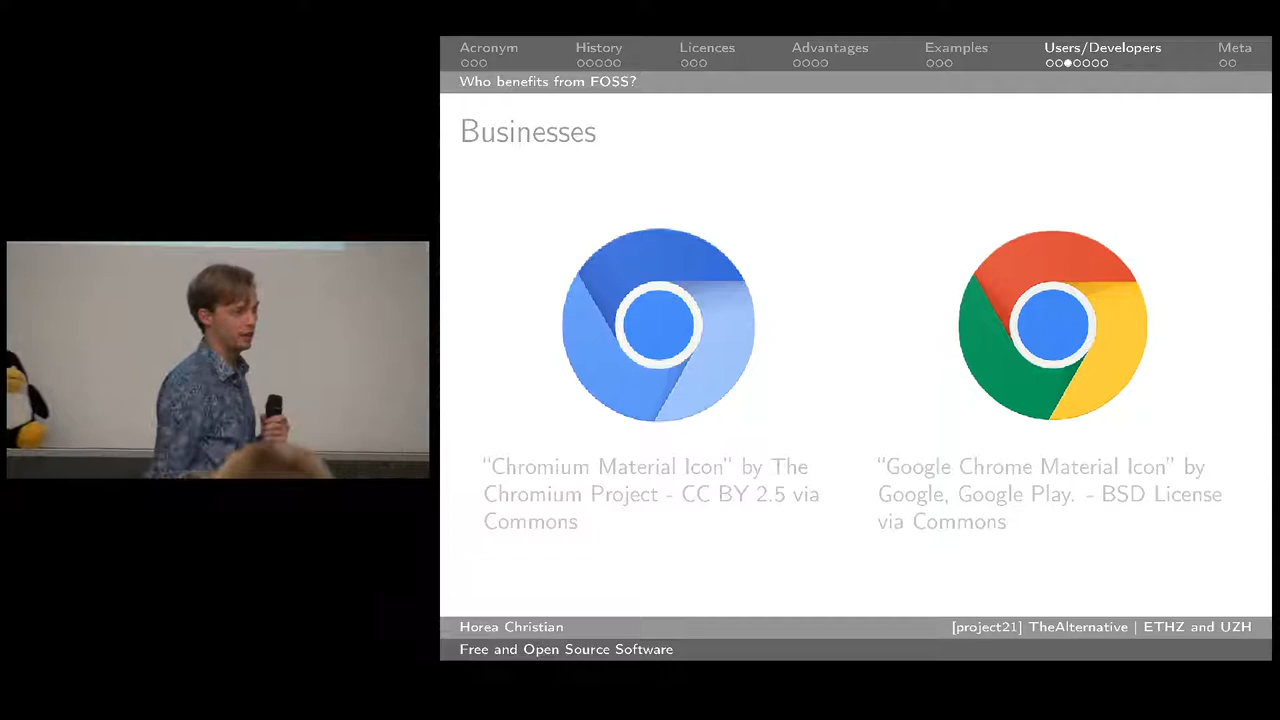 Acronym History Licences Advantages Examples Users/Developers Meta
Who benefits from FOSS?
Businesses
“Chromium Material Icon” by The
Chromium Project - CC BY 2.5 via
Commons
“Google Chrome Material Icon” by
Google, Google Play. - BSD License
via Commons
Horea Christian [project21] TheAlternative | ETHZ and UZH
Free and Open Source Software